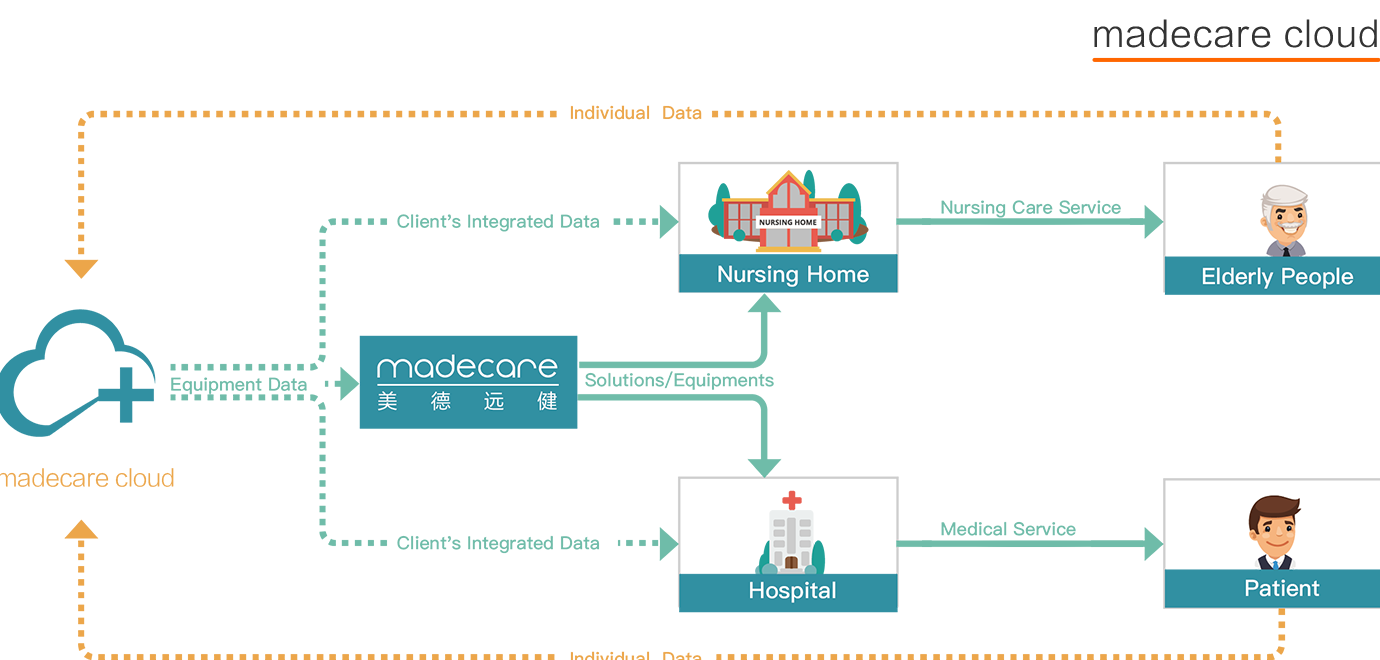 madecare cloud
Individual Data
Client's Integrated Data
NURSING HOME
Nursing Home
Nursing Care Service
Elderly People
Equipment Data
madecare
美德远健
Solutions/Equipments
madecare cloud
Client's Integrated Data
Hospital
Medical Service
Patient
Individual Data